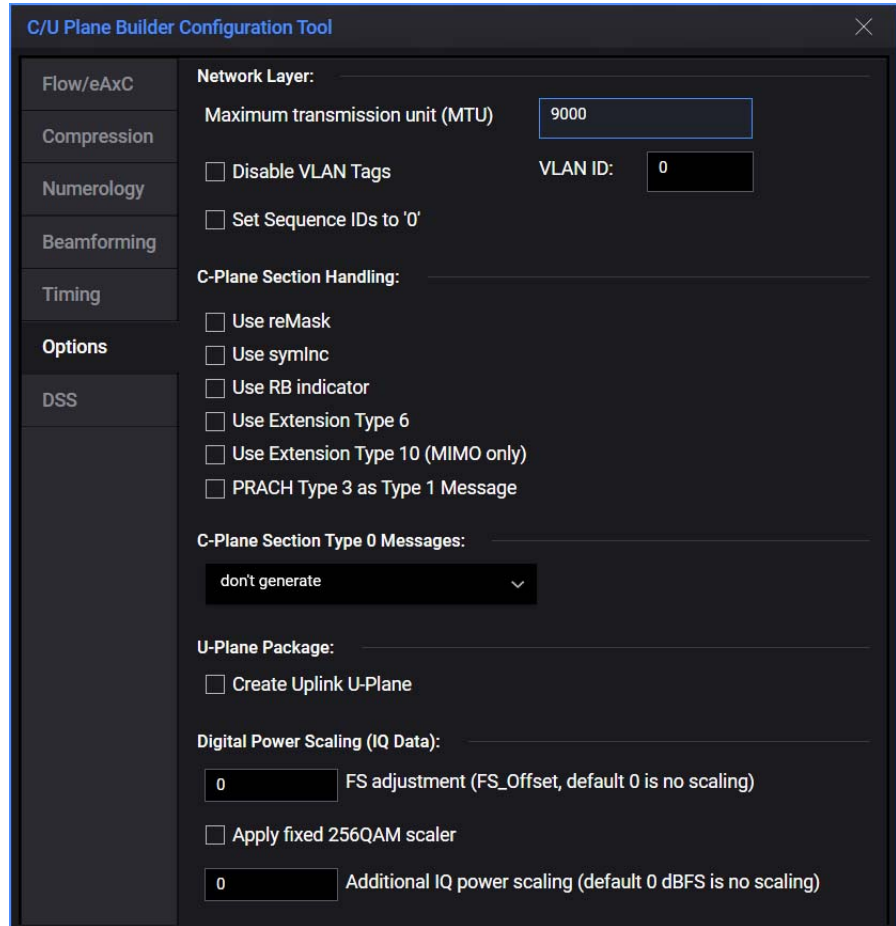 C/U Plane Builder Configuration Tool
Flow/eAxC
Compression
Numerology
Beamforming
Timing
Options
DSS
Network Layer:
Maximum transmission unit (MTU) 9000
Disable VLAN Tags VLAN ID: 0
Set Sequence IDs to '0'
C-Plane Section Handling:
Use reMask
Use symInc
Use RB indicator
Use Extension Type 6
Use Extension Type 10 (MIMO only)
PRACH Type 3 as Type 1 Message
C-Plane Section Type 0 Messages:
don't generate
U-Plane Package:
Create Uplink U-Plane
Digital Power Scaling (IQ Data):
0 FS adjustment (FS_Offset, default 0 is no scaling)
Apply fixed 256QAM scaler
0 Additional IQ power scaling (default 0 dBFS is no scaling)